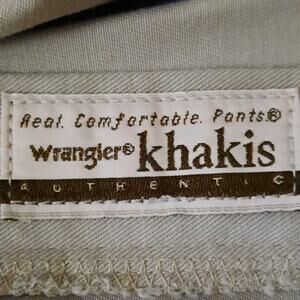 Real. Comfortable. Pants®
Wrangler® khakis
AUTHENTIC